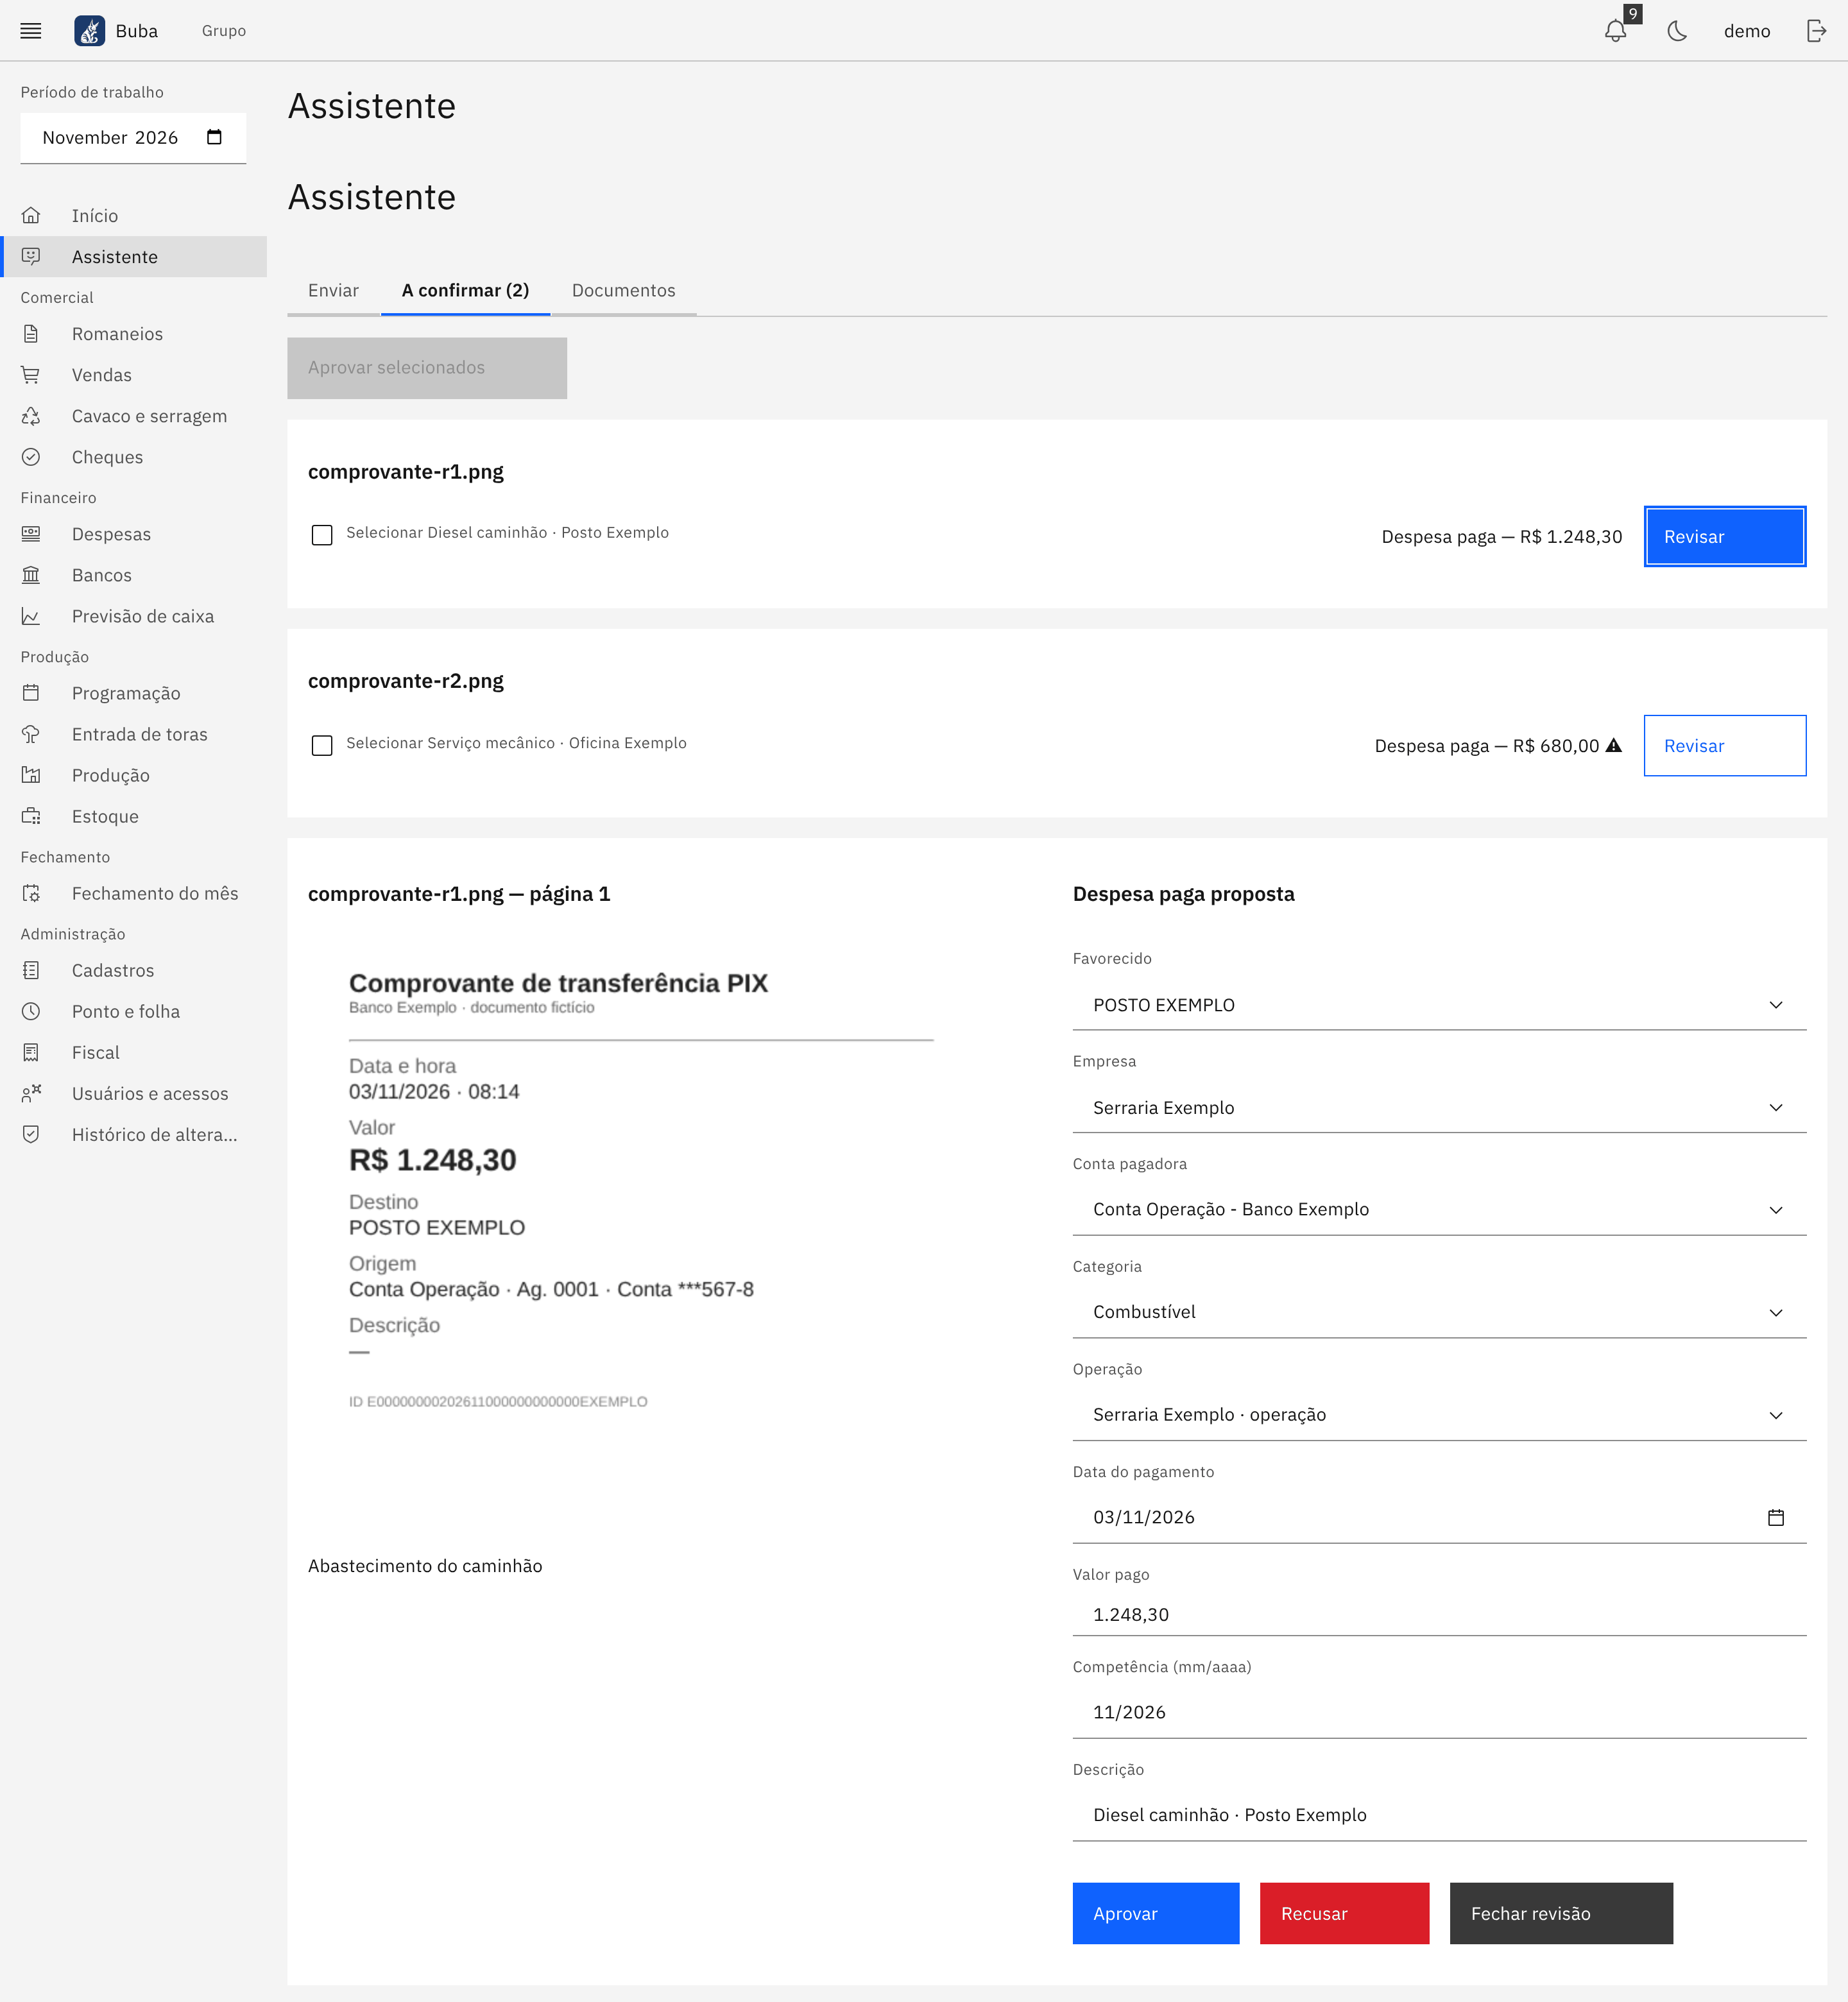 Buba
Grupo
9
demo
Período de trabalho
November 2026
Início
Assistente
Comercial
Romaneios
Vendas
Cavaco e serragem
Cheques
Financeiro
Despesas
Bancos
Previsão de caixa
Produção
Programação
Entrada de toras
Produção
Estoque
Fechamento
Fechamento do mês
Administração
Cadastros
Ponto e folha
Fiscal
Usuários e acessos
Histórico de altera...
Assistente
Assistente
Enviar
A confirmar (2)
Documentos
Aprovar selecionados
comprovante-r1.png
Selecionar Diesel caminhão · Posto Exemplo
Despesa paga — R$ 1.248,30
Revisar
comprovante-r2.png
Selecionar Serviço mecânico · Oficina Exemplo
Despesa paga — R$ 680,00
Revisar
comprovante-r1.png — página 1
Comprovante de transferência PIX
Banco Exemplo · documento fictício
Data e hora
03/11/2026 · 08:14
Valor
R$ 1.248,30
Destino
POSTO EXEMPLO
Origem
Conta Operação · Ag. 0001 · Conta ***567-8
Descrição
—
Abastecimento do caminhão
Despesa paga proposta
Favorecido
POSTO EXEMPLO
Empresa
Serraria Exemplo
Conta pagadora
Conta Operação - Banco Exemplo
Categoria
Combustível
Operação
Serraria Exemplo · operação
Data do pagamento
03/11/2026
Valor pago
1.248,30
Competência (mm/aaaa)
11/2026
Descrição
Diesel caminhão · Posto Exemplo
Aprovar
Recusar
Fechar revisão